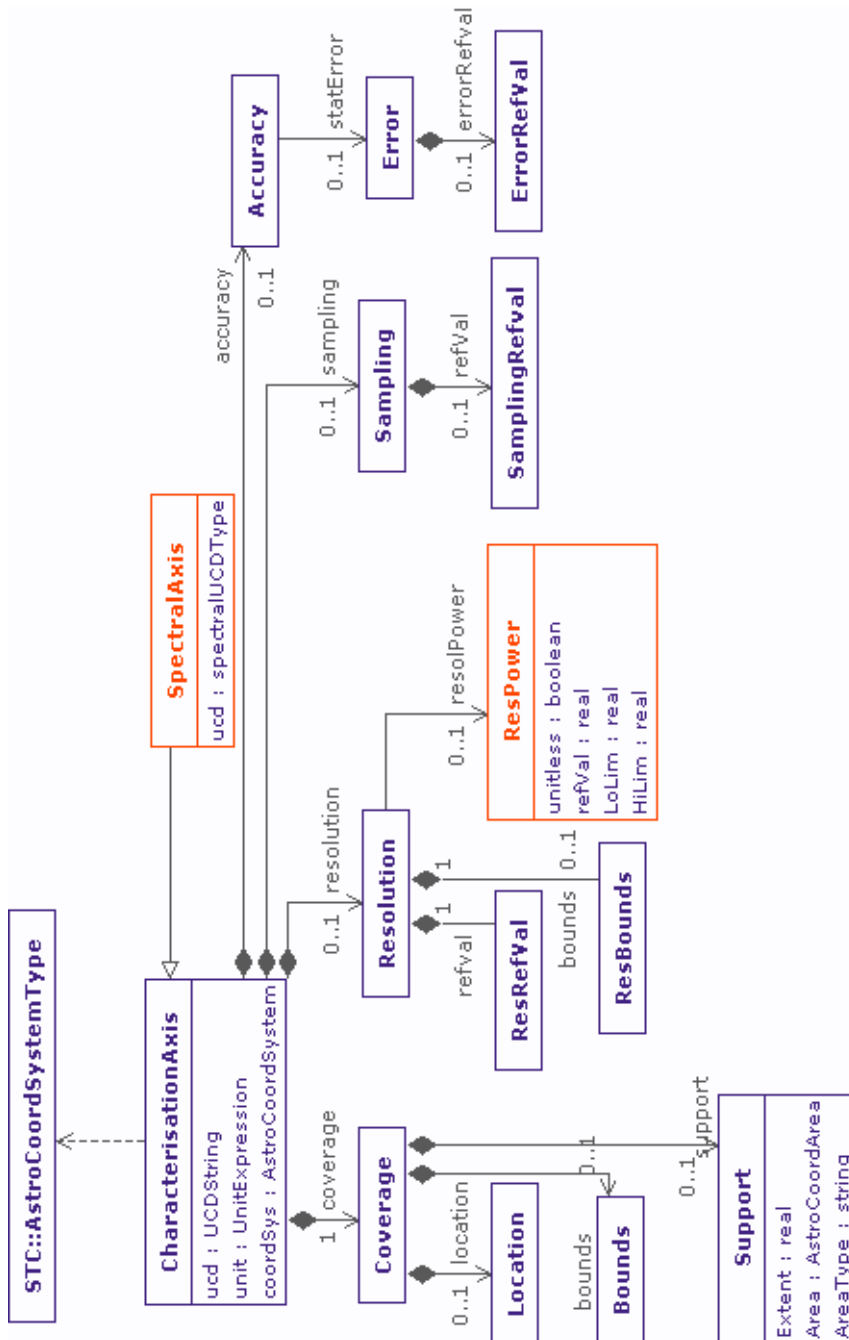 STC::AstroCoordSystemType
CharacterisationAxis
ucd : UCDString
unit : UnitExpression
coordSys : AstroCoordSystem
SpectralAxis
ucd : spectralUCDType
accuracy
0..1
Accuracy
statError
0..1
Error
errorRefval
0..1
ErrorRefVal
sampling
0..1
Sampling
refVal
0..1
SamplingRefval
resolution
0..1
Resolution
resolPower
0..1
ResPower
unitless : boolean
refVal : real
LoLim : real
HiLim : real
1
refval
ResRefVal
1
0..1
bounds
ResBounds
coverage
1
Coverage
location
0..1
Location
0..1
bounds
Bounds
support
0..1
Support
Extent : real
Area : AstroCoordArea
AreaType : string